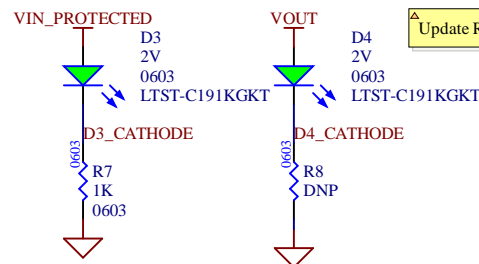 VIN_PROTECTED
D3
2V
0603
LTST-C191KGKT
D3_CATHODE
0603
R7
1K
0603
VOUT
D4
2V
0603
LTST-C191KGKT
D4_CATHODE
0603
R8
DNP
Update R